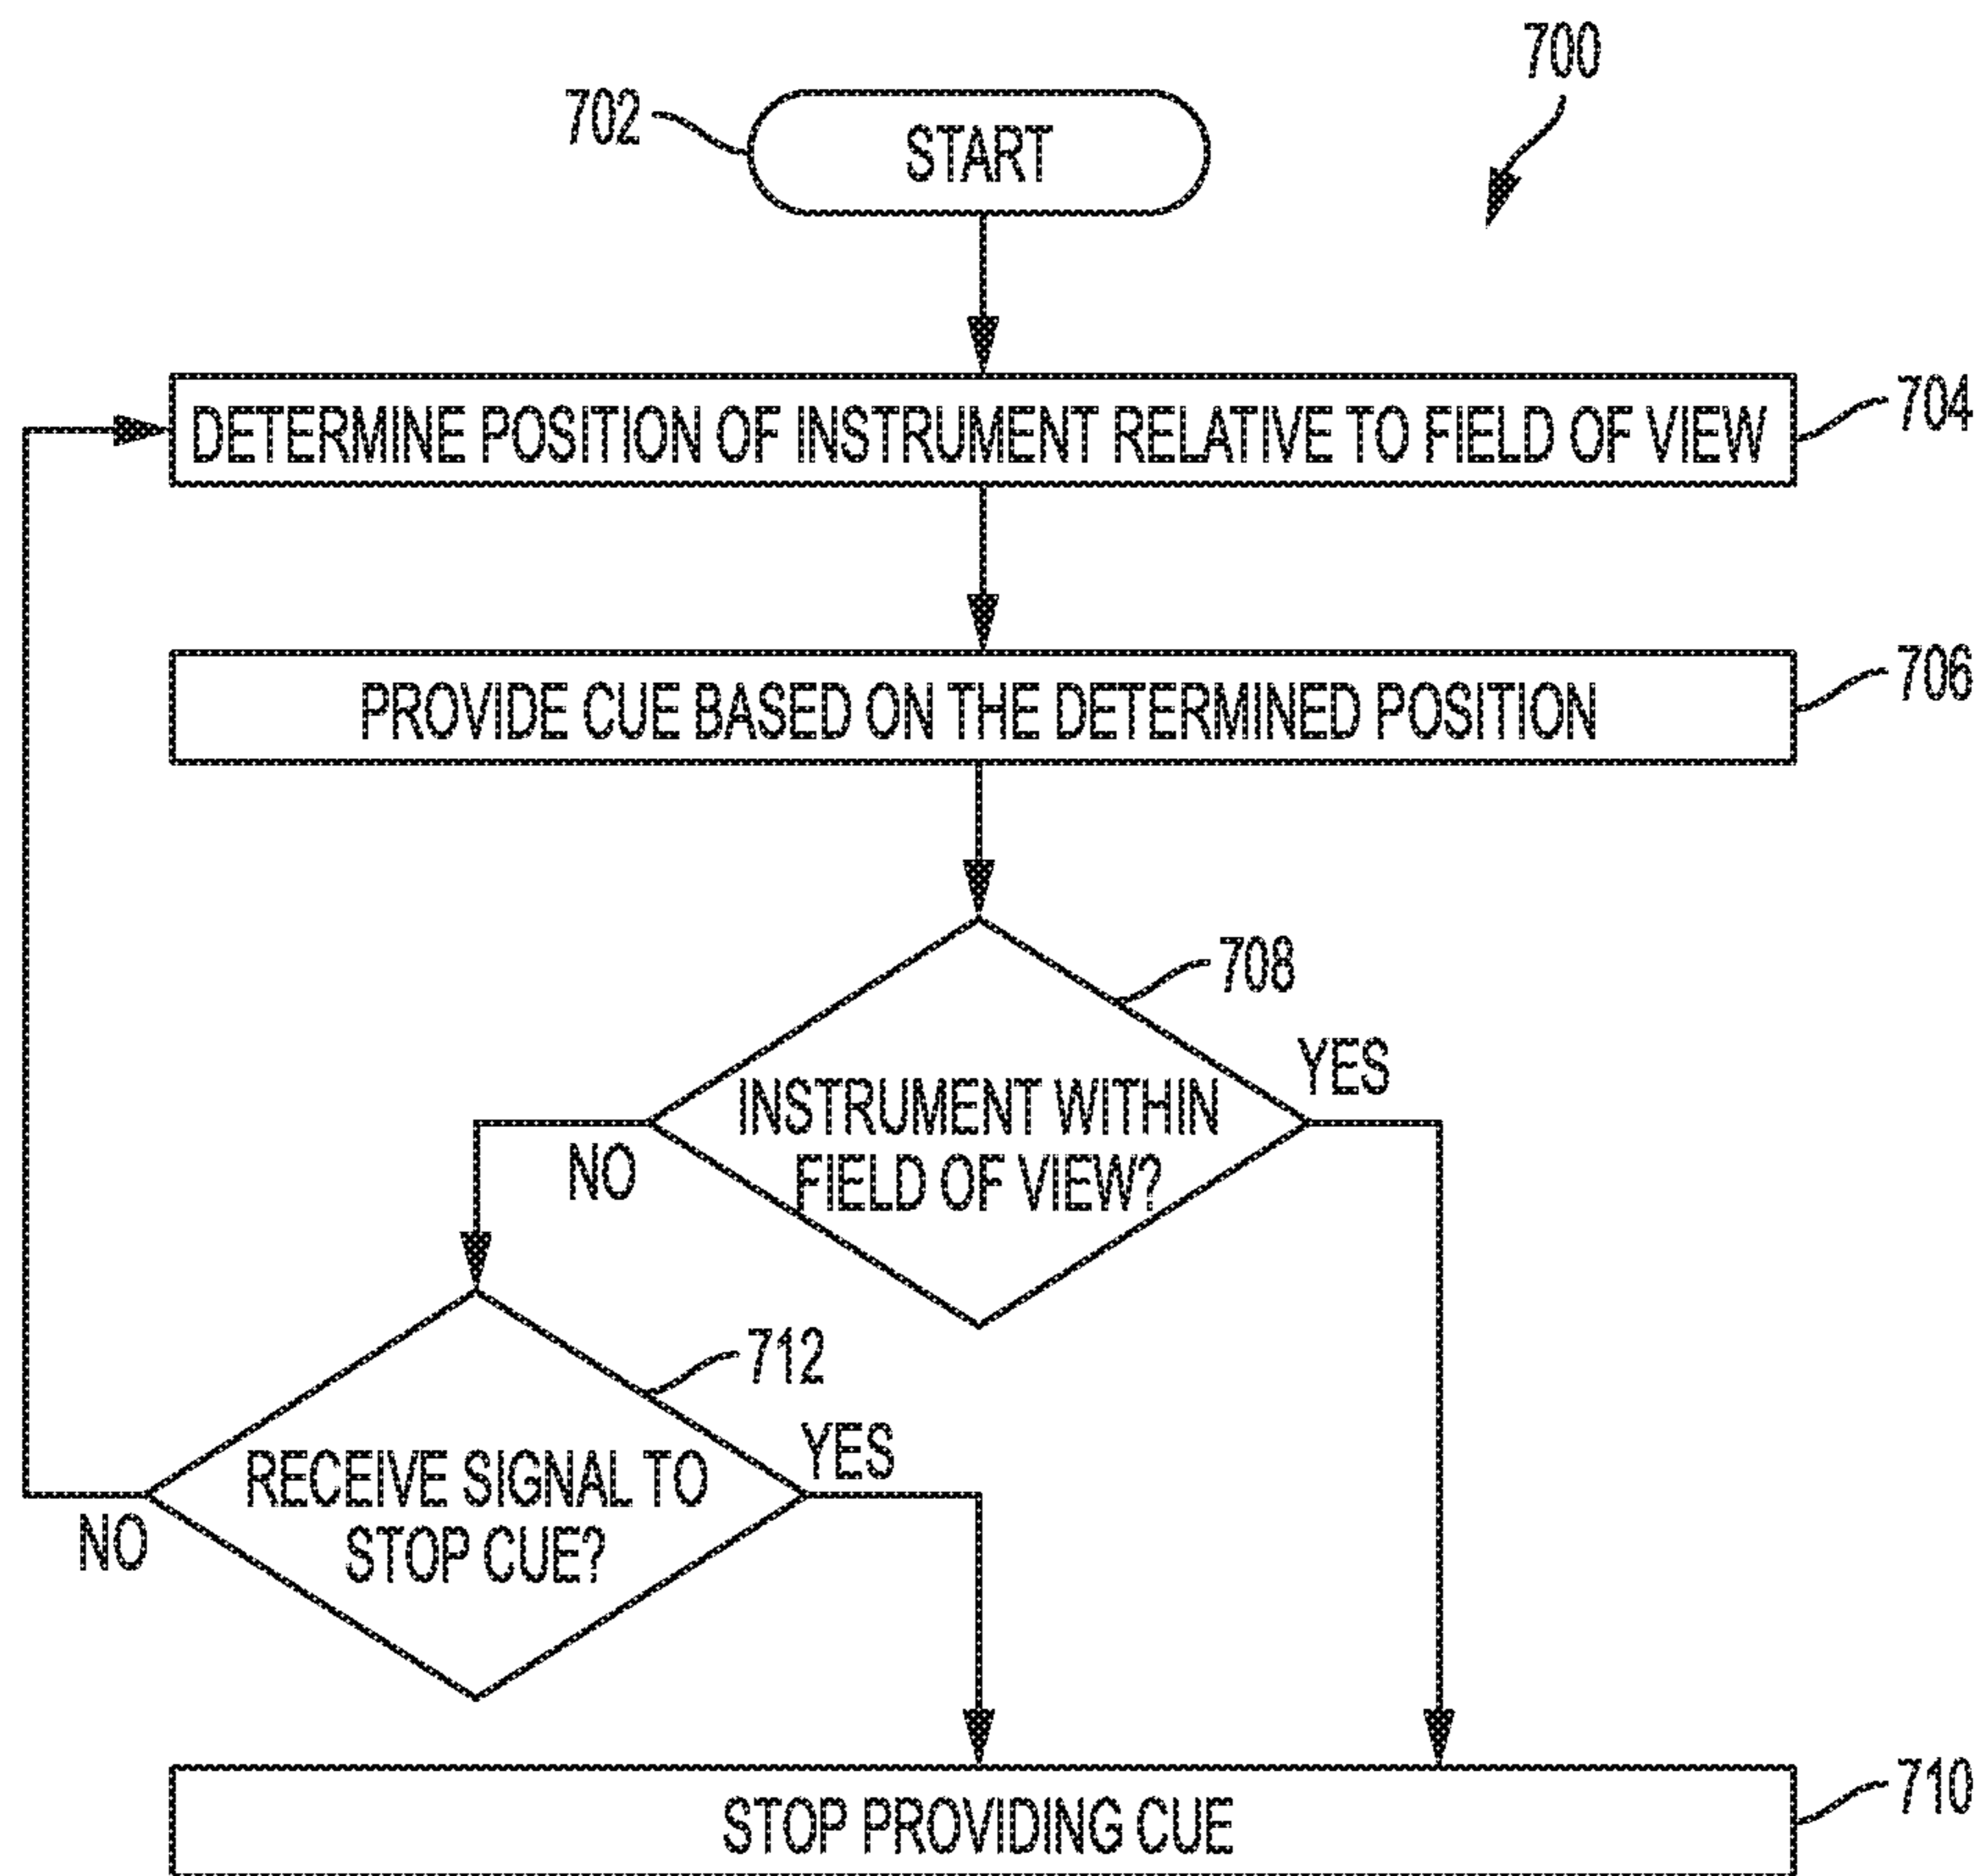 700
702
START
DETERMINE POSITION OF INSTRUMENT RELATIVE TO FIELD OF VIEW
704
PROVIDE CUE BASED ON THE DETERMINED POSITION
706
708
YES
INSTRUMENT WITHIN
FIELD OF VIEW?
NO
712
YES
RECEIVE SIGNAL TO
STOP CUE?
NO
STOP PROVIDING CUE
710